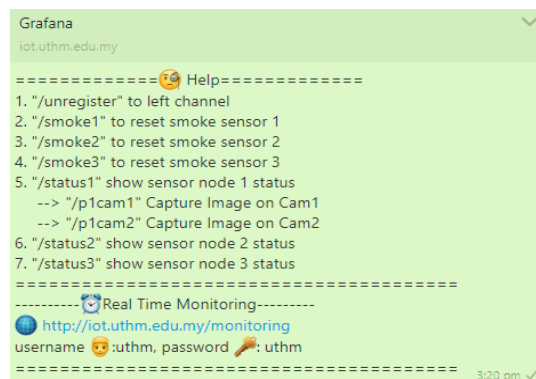 Grafana
iot.uthm.edu.my
=============🧐 Help=============
1. "/unregister" to left channel
2. "/smoke1" to reset smoke sensor 1
3. "/smoke2" to reset smoke sensor 2
4. "/smoke3" to reset smoke sensor 3
5. "/status1" show sensor node 1 status
--> "/p1cam1" Capture Image on Cam1
--> "/p1cam2" Capture Image on Cam2
6. "/status2" show sensor node 2 status
7. "/status3" show sensor node 3 status
========================================
----------⏰Real Time Monitoring---------
🌐 http://iot.uthm.edu.my/monitoring
username 👨:uthm, password 🔑: uthm
========================================
3:20 pm ✓